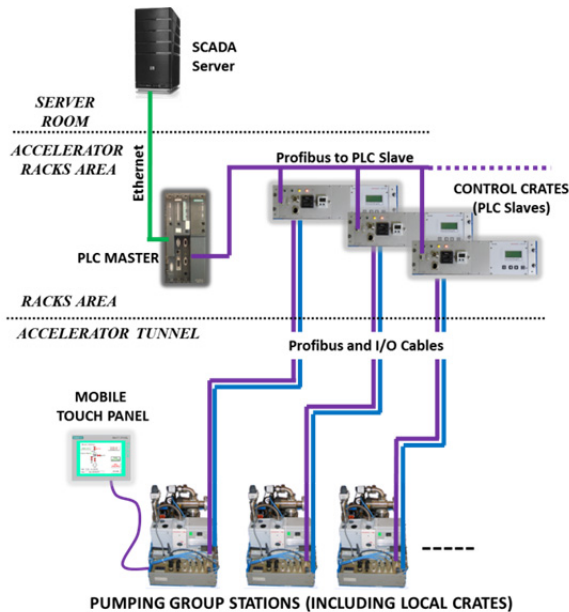 SCADA
Server
SERVER
ROOM
ACCELERATOR
RACKS AREA
Ethernet
Profibus to PLC Slave
CONTROL CRATES
(PLC Slaves)
PLC MASTER
RACKS AREA
ACCELERATOR TUNNEL
Profibus and I/O Cables
MOBILE
TOUCH PANEL
PUMPING GROUP STATIONS (INCLUDING LOCAL CRATES)